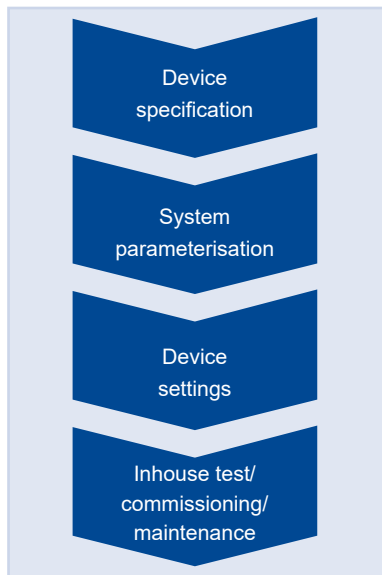 Device
specification
System
parameterisation
Device
settings
Inhouse test/
commissioning/
maintenance